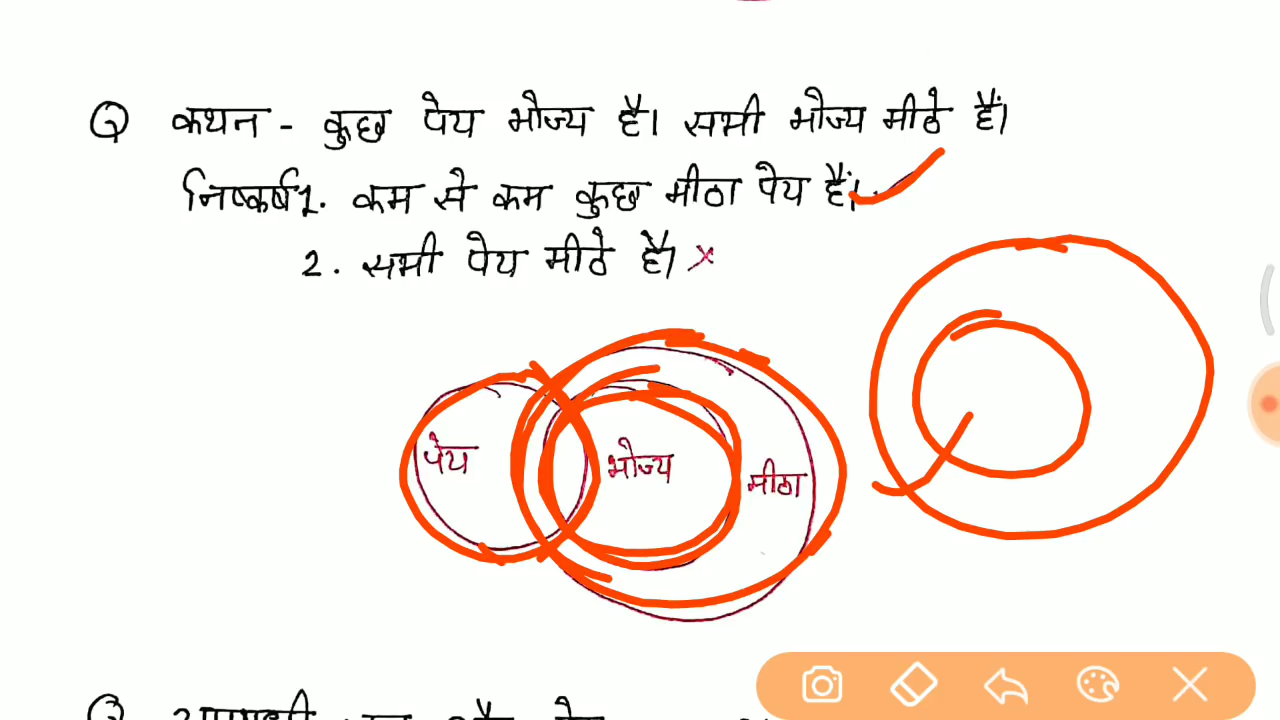 Q कथन - कुछ पेय भोज्य है। सभी भोज्य मीठे हैं।
निष्कर्ष 1. कम से कम कुछ मीठा पेय हैं।
2. सभी पेय मीठे है।
पेय भोज्य मीठा